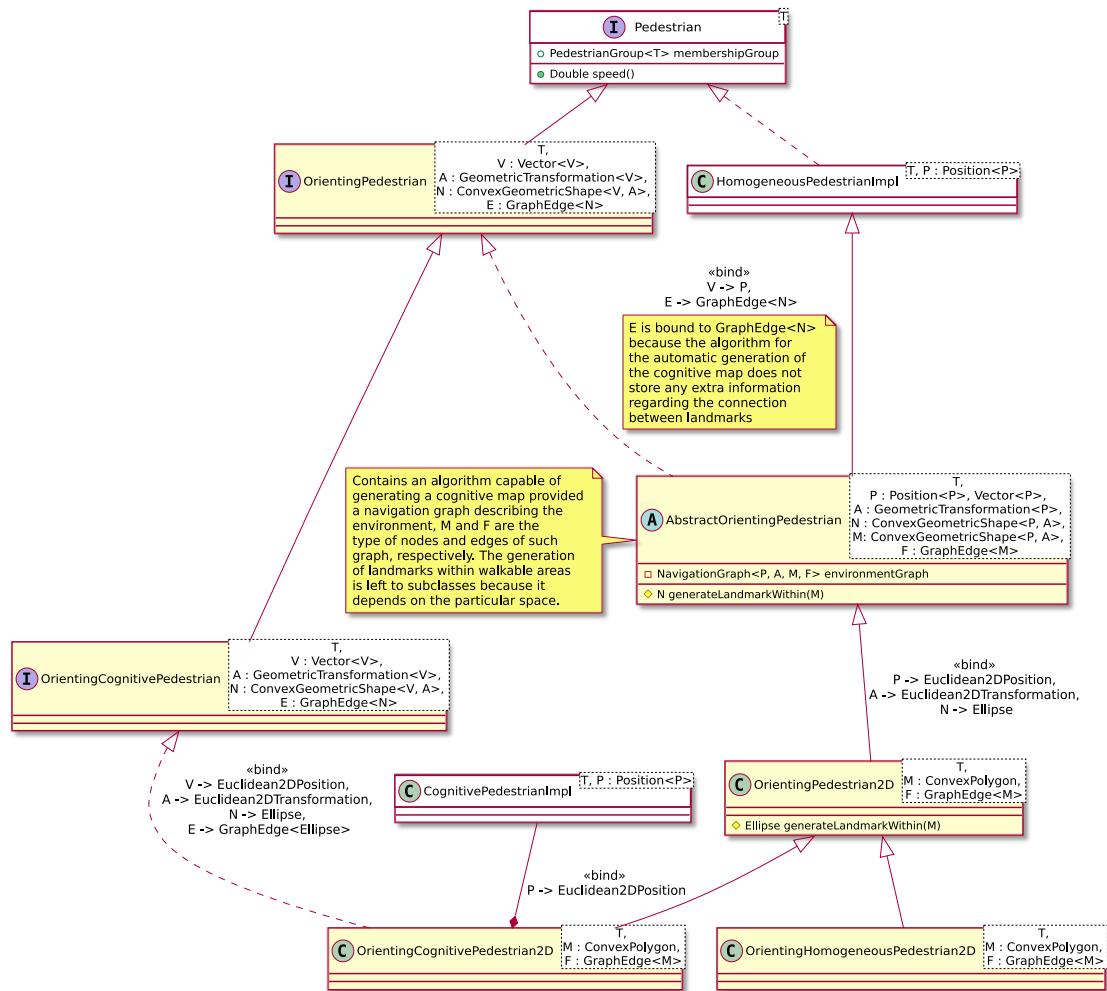 I Pedestrian
T
PedestrianGroup<T> membershipGroup
Double speed()
I OrientingPedestrian
T,
V : Vector<V>,
A : GeometricTransformation<V>,
N : ConvexGeometricShape<V, A>,
E : GraphEdge<N>
C HomogeneousPedestrianImpl
T, P : Position<P>
«bind»
V -> P,
E -> GraphEdge<N>
E is bound to GraphEdge<N>
because the algorithm for
the automatic generation of
the cognitive map does not
store any extra information
regarding the connection
between landmarks
Contains an algorithm capable of
generating a cognitive map provided
a navigation graph describing the
environment, M and F are the
type of nodes and edges of such
graph, respectively. The generation
of landmarks within walkable areas
is left to subclasses because it
depends on the particular space.
A AbstractOrientingPedestrian
T,
P : Position<P>, Vector<P>,
A : GeometricTransformation<P>,
N : ConvexGeometricShape<P, A>,
M: ConvexGeometricShape<P, A>,
F : GraphEdge<M>
NavigationGraph<P, A, M, F> environmentGraph
N generateLandmarkWithin(M)
I OrientingCognitivePedestrian
T,
V : Vector<V>,
A : GeometricTransformation<V>,
N : ConvexGeometricShape<V, A>,
E : GraphEdge<N>
«bind»
P -> Euclidean2DPosition,
A -> Euclidean2DTransformation,
N -> Ellipse
«bind»
V -> Euclidean2DPosition,
A -> Euclidean2DTransformation,
N -> Ellipse,
E -> GraphEdge<Ellipse>
C CognitivePedestrianImpl
T, P : Position<P>
C OrientingPedestrian2D
T,
M : ConvexPolygon,
F : GraphEdge<M>
Ellipse generateLandmarkWithin(M)
«bind»
P -> Euclidean2DPosition
C OrientingCognitivePedestrian2D
T,
M : ConvexPolygon,
F : GraphEdge<M>
C OrientingHomogeneousPedestrian2D
T,
M : ConvexPolygon,
F : GraphEdge<M>